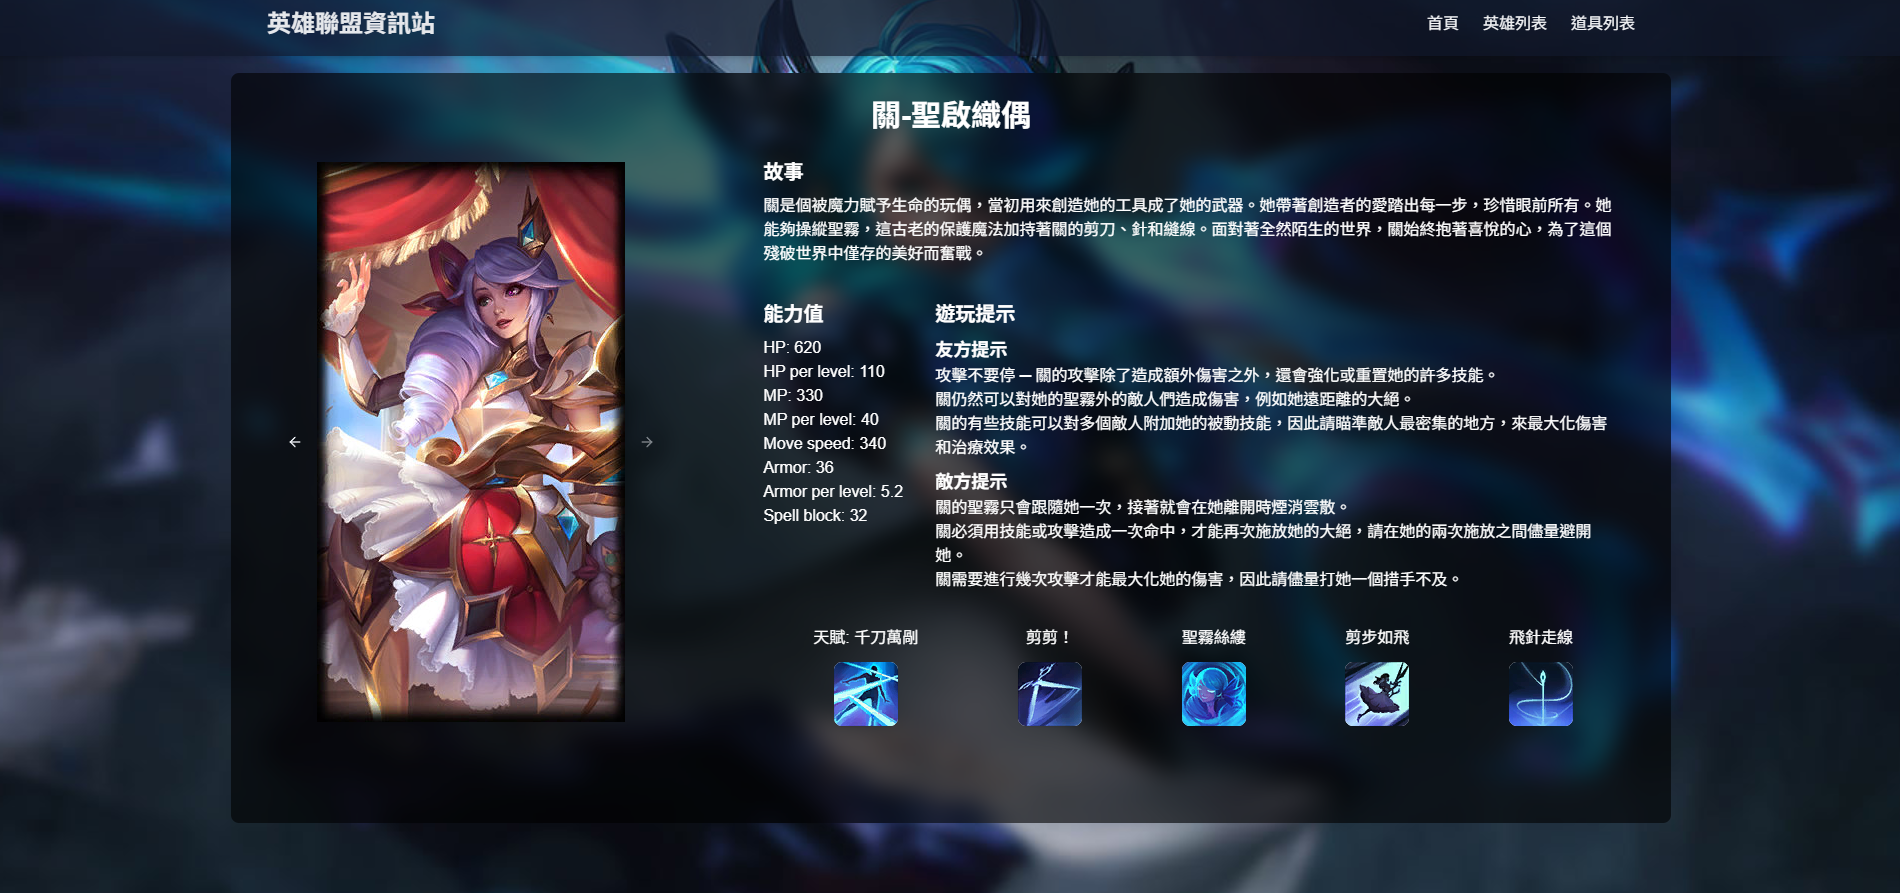 英雄聯盟資訊站
首頁 英雄列表 道具列表
關-聖啟織偶
故事
關是個被魔力賦予生命的玩偶，當初用來創造她的工具成了她的武器。她帶著創造者的愛踏出每一步，珍惜眼前所有。她
能夠操縱聖霧，這古老的保護魔法加持著關的剪刀、針和縫線。面對著全然陌生的世界，關始終抱著喜悅的心，為了這個
殘破世界中僅存的美好而奮戰。
能力值
HP: 620
HP per level: 110
MP: 330
MP per level: 40
Move speed: 340
Armor: 36
Armor per level: 5.2
Spell block: 32
遊玩提示
友方提示
攻擊不要停 — 關的攻擊除了造成額外傷害之外，還會強化或重置她的許多技能。
關仍然可以對她的聖霧外的敵人們造成傷害，例如她遠距離的大絕。
關的有些技能可以對多個敵人附加她的被動技能，因此請瞄準敵人最密集的地方，來最大化傷害
和治療效果。
敵方提示
關的聖霧只會跟隨她一次，接著就會在她離開時煙消雲散。
關必須用技能或攻擊造成一次命中，才能再次施放她的大絕，請在她的兩次施放之間儘量避開
她。
關需要進行幾次攻擊才能最大化她的傷害，因此請儘量打她一個措手不及。
天賦: 千刀萬剮 剪剪！ 聖霧絲縷 剪步如飛 飛針走線